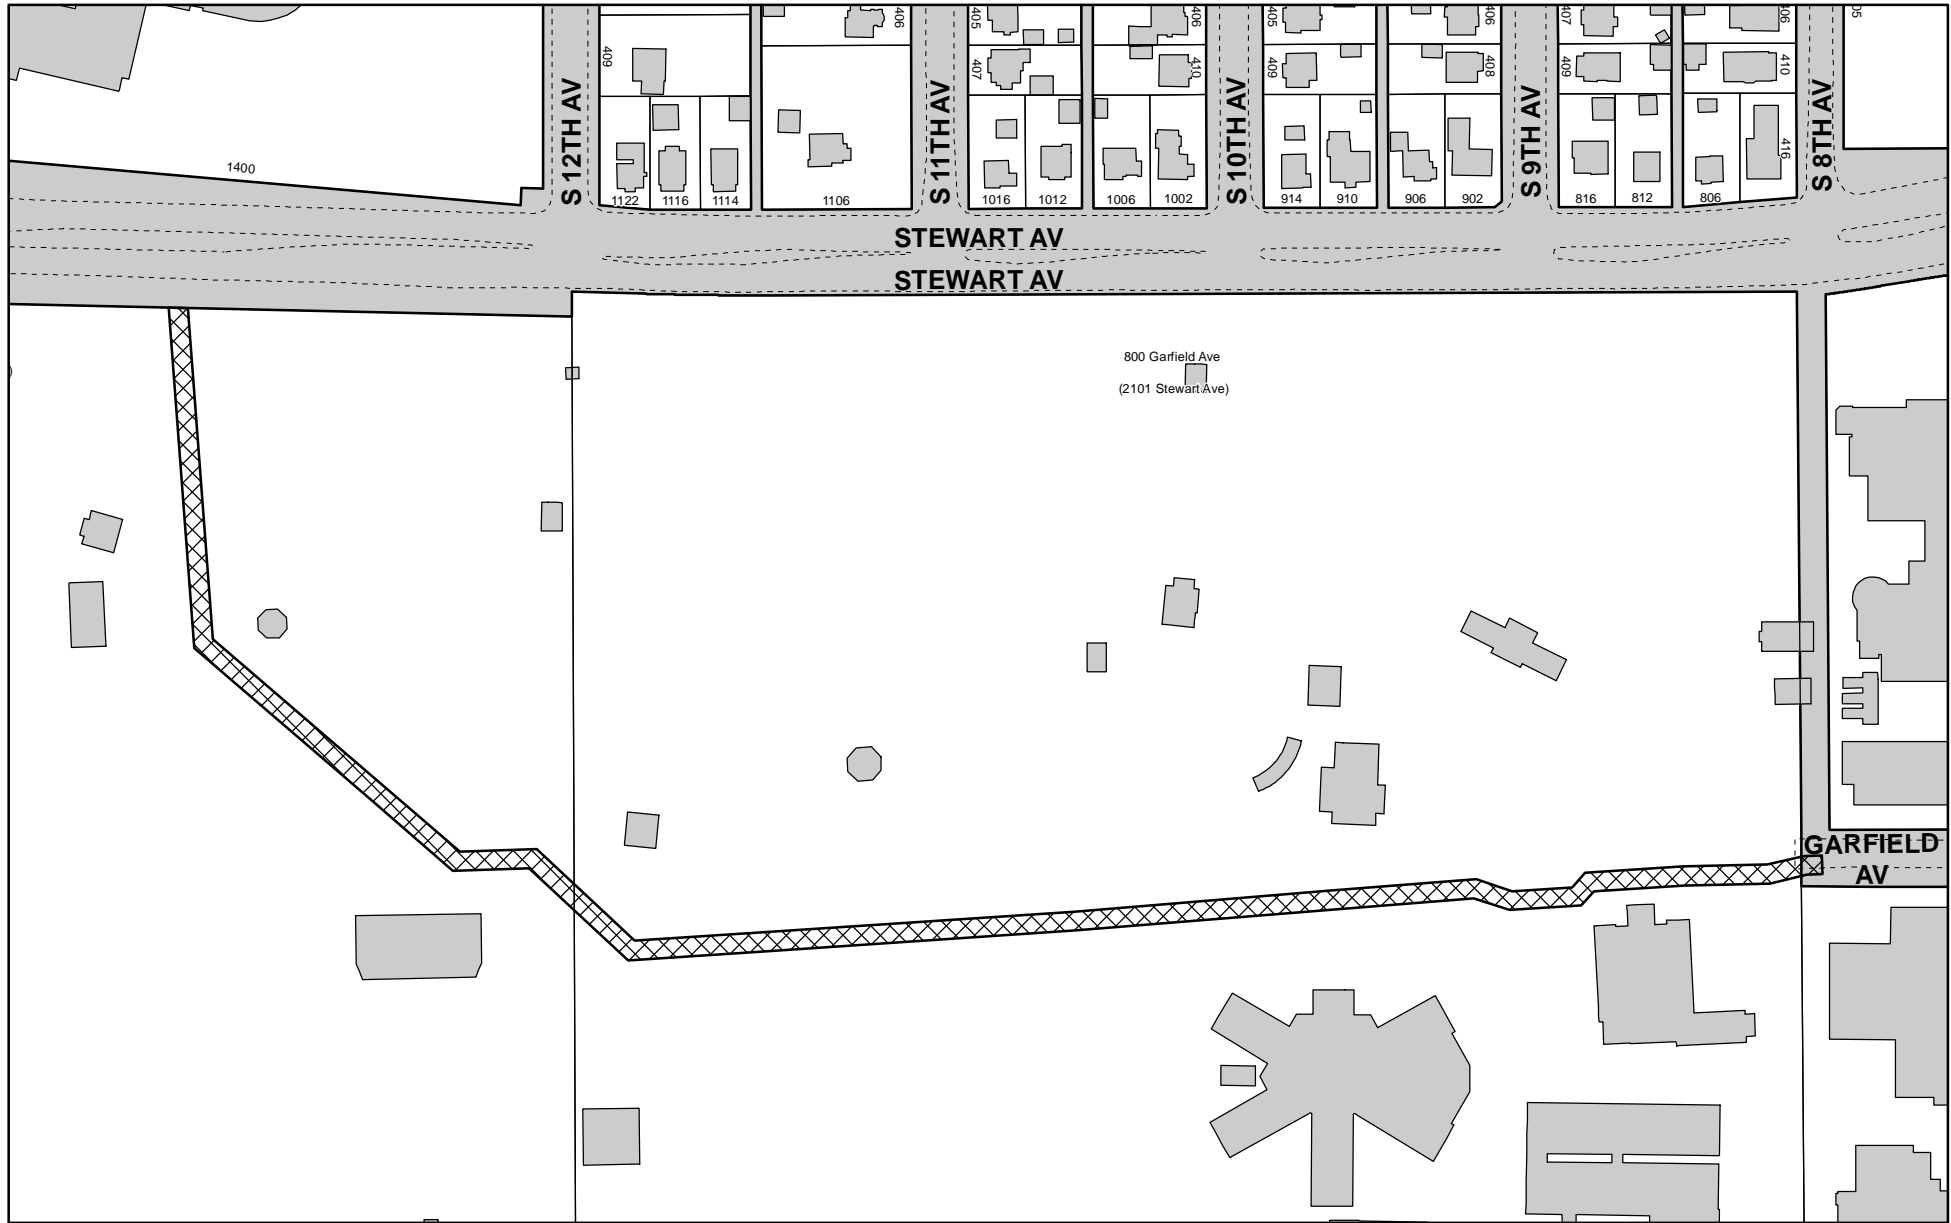 406
405
406
405
406
407
406
05
409
407
410
409
408
409
410
S 12TH AV
S 11TH AV
S 10TH AV
S 9TH AV
S 8TH AV
416
1400
1122
1116
1114
1106
1016
1012
1006
1002
914
910
906
902
816
812
806
STEWART AV
STEWART AV
800 Garfield Ave
(2101 Stewart Ave)
GARFIELD
AV